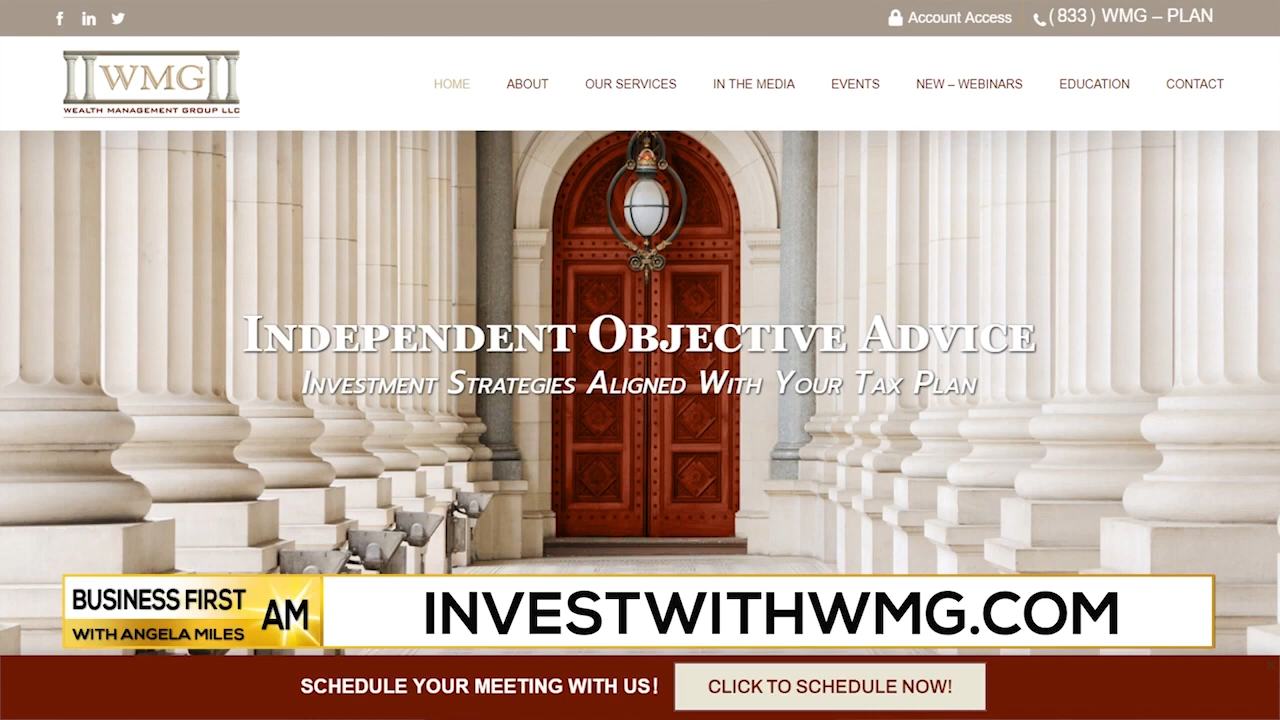 Account Access
(833) WMG – PLAN
WMG
WEALTH MANAGEMENT GROUP LLC
HOME
ABOUT
OUR SERVICES
IN THE MEDIA
EVENTS
NEW – WEBINARS
EDUCATION
CONTACT
INDEPENDENT OBJECTIVE ADVICE
INVESTMENT STRATEGIES ALIGNED WITH YOUR TAX PLAN
BUSINESS FIRST AM
WITH ANGELA MILES
INVESTWITHWMG.COM
SCHEDULE YOUR MEETING WITH US!
CLICK TO SCHEDULE NOW!